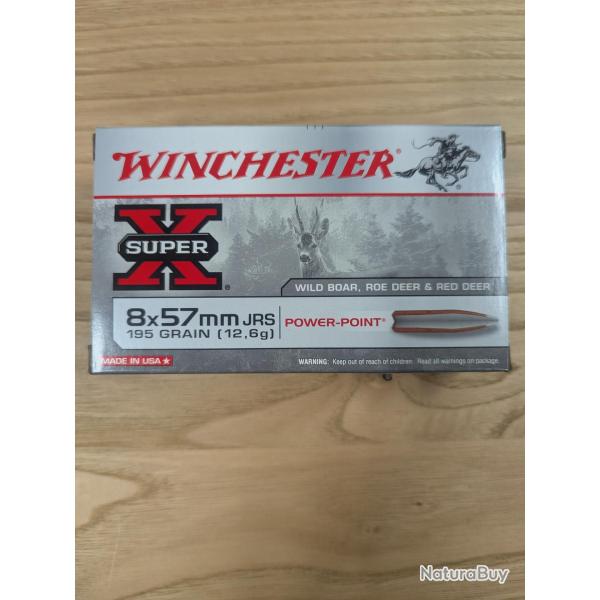 WINCHESTER®
SUPER X®
WILD BOAR, ROE DEER & RED DEER
8x57mm JRS
195 GRAIN (12,6g)
POWER-POINT®
MADE IN USA★
WARNING: Keep out of reach of children. Read all warnings on package.
NaturaBuy